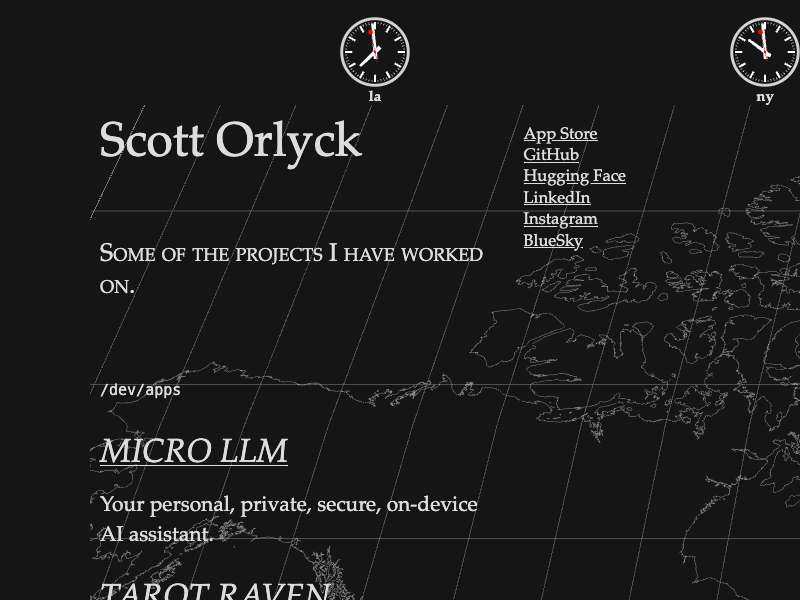 la
ny
Scott Orlyck
App Store
GitHub
Hugging Face
LinkedIn
Instagram
BlueSky
Some of the projects I have worked
on.
/dev/apps
MICRO LLM
Your personal, private, secure, on-device
AI assistant.
TAROT RAVEN